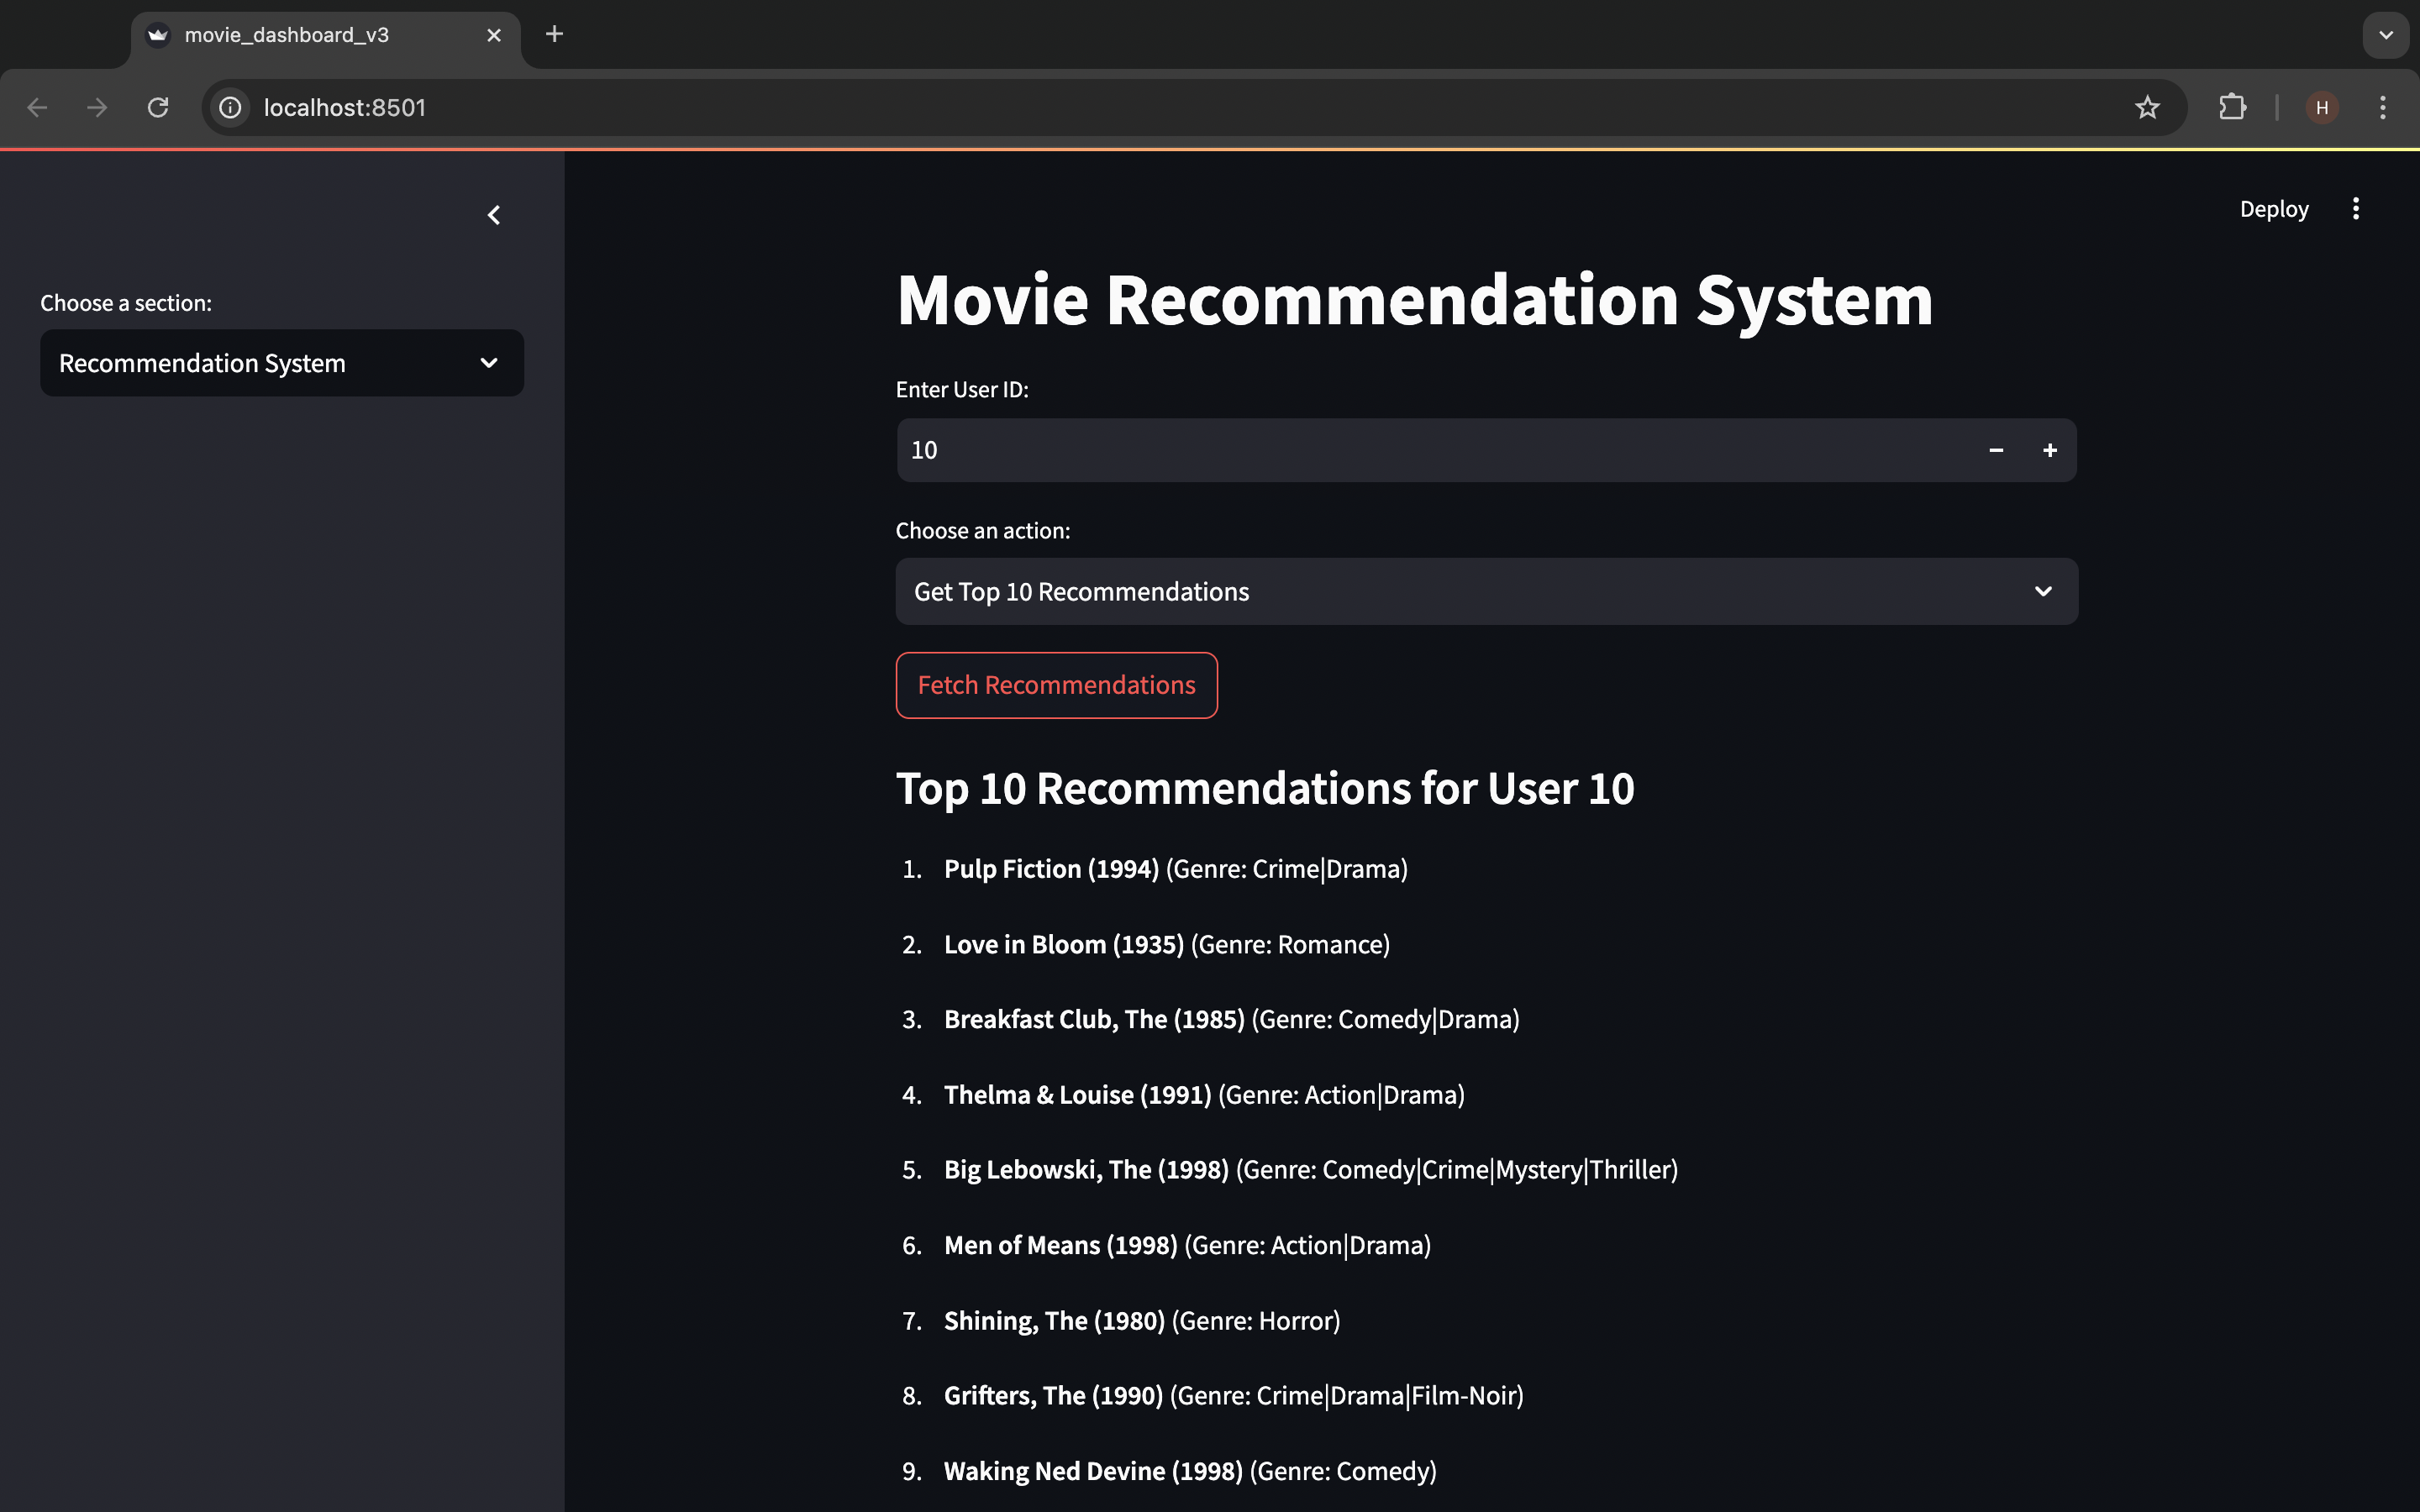 movie_dashboard_v3
localhost:8501
H
Deploy
Choose a section:
Recommendation System
Movie Recommendation System
Enter User ID:
10
Choose an action:
Get Top 10 Recommendations
Fetch Recommendations
Top 10 Recommendations for User 10
1. Pulp Fiction (1994) (Genre: Crime|Drama)
2. Love in Bloom (1935) (Genre: Romance)
3. Breakfast Club, The (1985) (Genre: Comedy|Drama)
4. Thelma & Louise (1991) (Genre: Action|Drama)
5. Big Lebowski, The (1998) (Genre: Comedy|Crime|Mystery|Thriller)
6. Men of Means (1998) (Genre: Action|Drama)
7. Shining, The (1980) (Genre: Horror)
8. Grifters, The (1990) (Genre: Crime|Drama|Film-Noir)
9. Waking Ned Devine (1998) (Genre: Comedy)